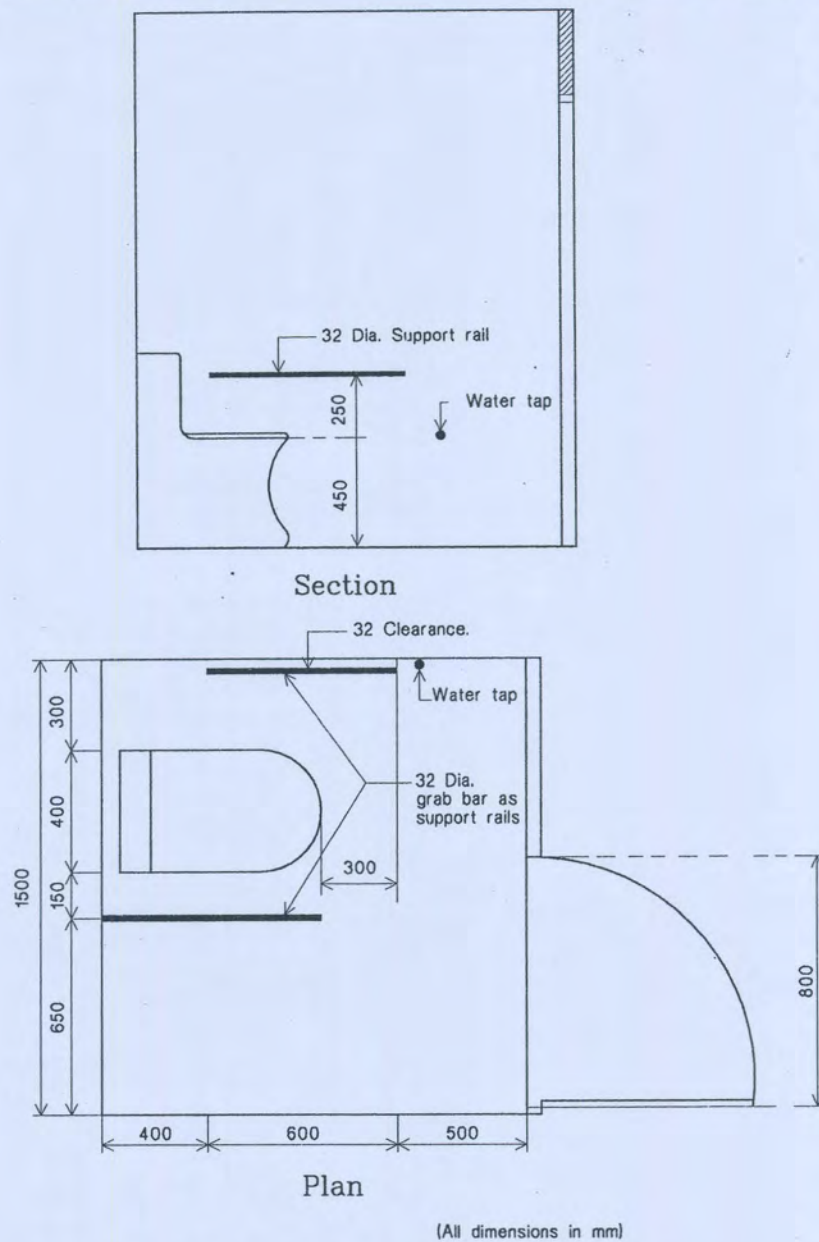 32 Dia. Support rail
250
Water tap
450
Section
32 Clearance.
Water tap
300
400
32 Dia.
grab bar as
support rails
300
150
1500
800
650
400
600
500
Plan
(All dimensions in mm)